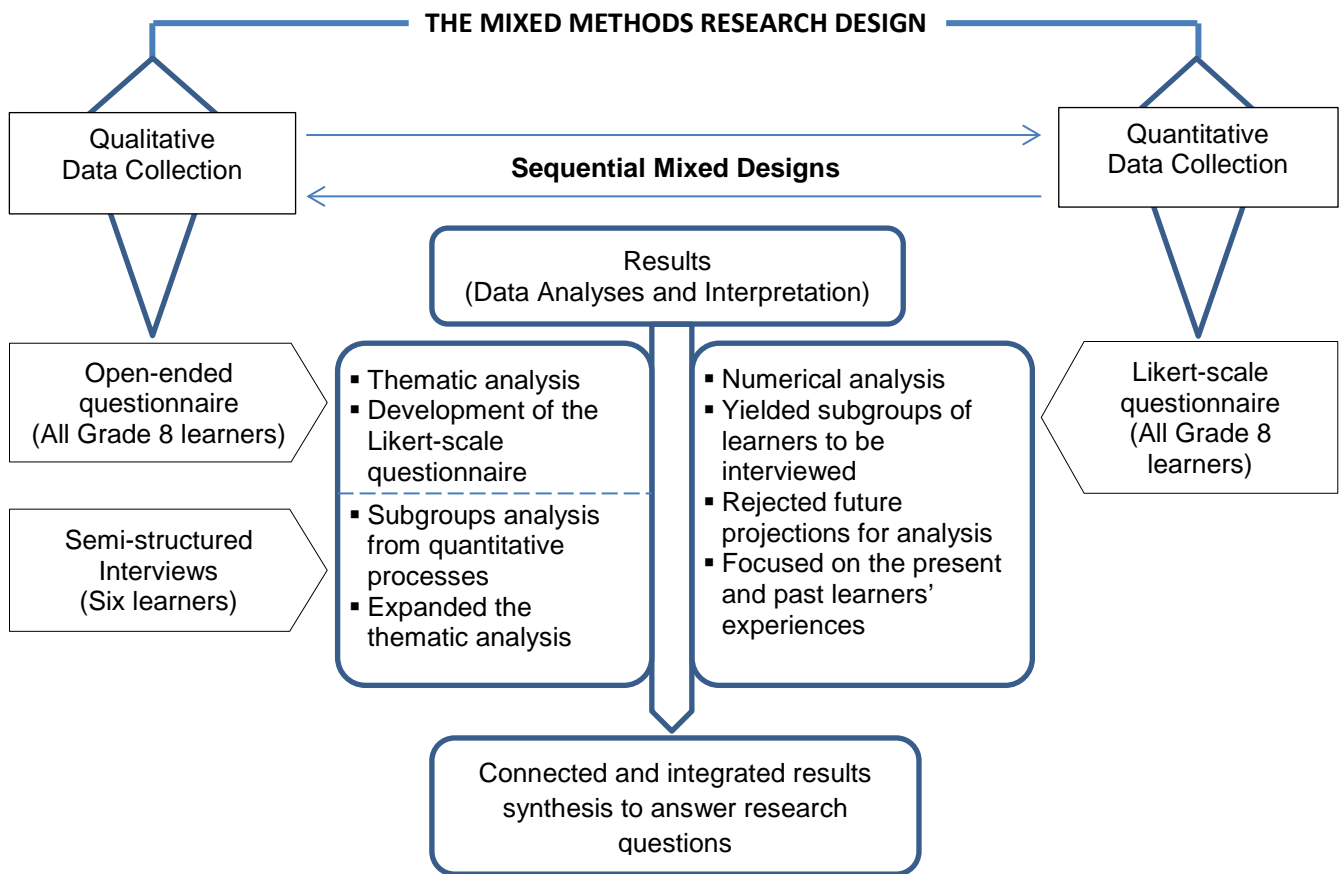 THE MIXED METHODS RESEARCH DESIGN
Qualitative
Data Collection
Sequential Mixed Designs
Quantitative
Data Collection
Results
(Data Analyses and Interpretation)
Open-ended
questionnaire
(All Grade 8 learners)
Semi-structured
Interviews
(Six learners)
▪ Thematic analysis
▪ Development of the
Likert-scale
questionnaire
▪ Subgroups analysis
from quantitative
processes
▪ Expanded the
thematic analysis
▪ Numerical analysis
▪ Yielded subgroups of
learners to be
interviewed
▪ Rejected future
projections for analysis
▪ Focused on the present
and past learners’
experiences
Likert-scale
questionnaire
(All Grade 8
learners)
Connected and integrated results
synthesis to answer research
questions